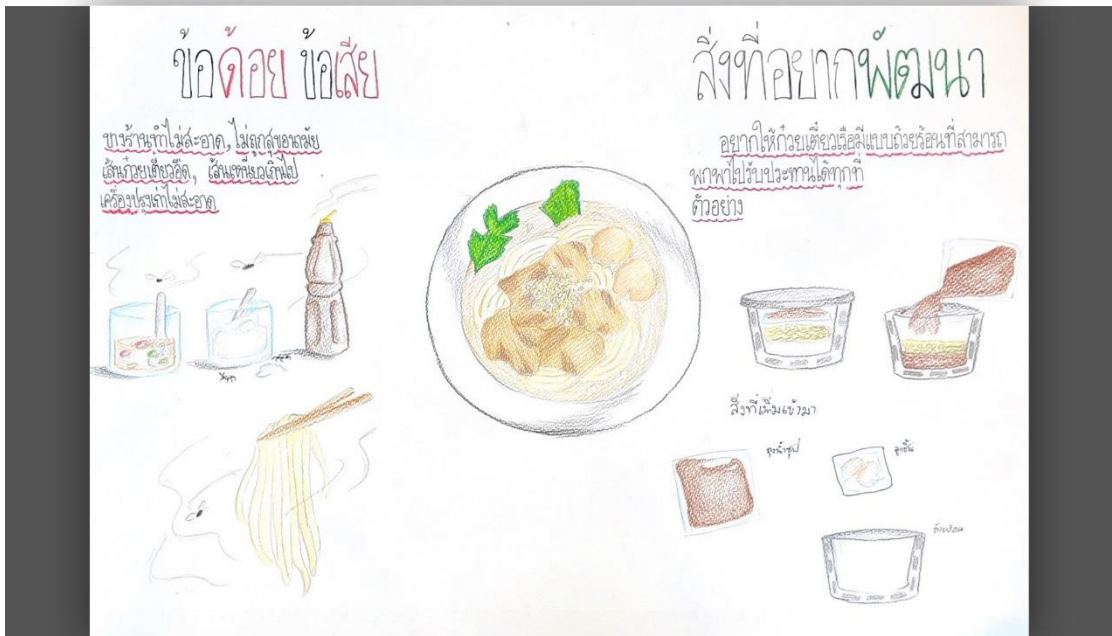 ข้อด้อย ข้อเสีย
บางร้านทำไม่สะอาด, ไม่ถูกสุขอนามัย
เส้นก๋วยเตี๋ยวอืด, เส้นเหนียวเกินไป
เครื่องปรุงเก่าไม่สะอาด
สิ่งที่อยากพัฒนา
อยากให้ก๋วยเตี๋ยวเรือมีแบบถ้วยร้อนที่สามารถ
พกพาไปรับประทานได้ทุกที่
ตัวอย่าง
สิ่งที่เพิ่มเข้ามา
ถุงน้ำซุป
ลูกชิ้น